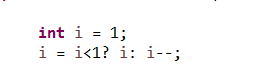 int i = 1;
i = i<1? i: i--;